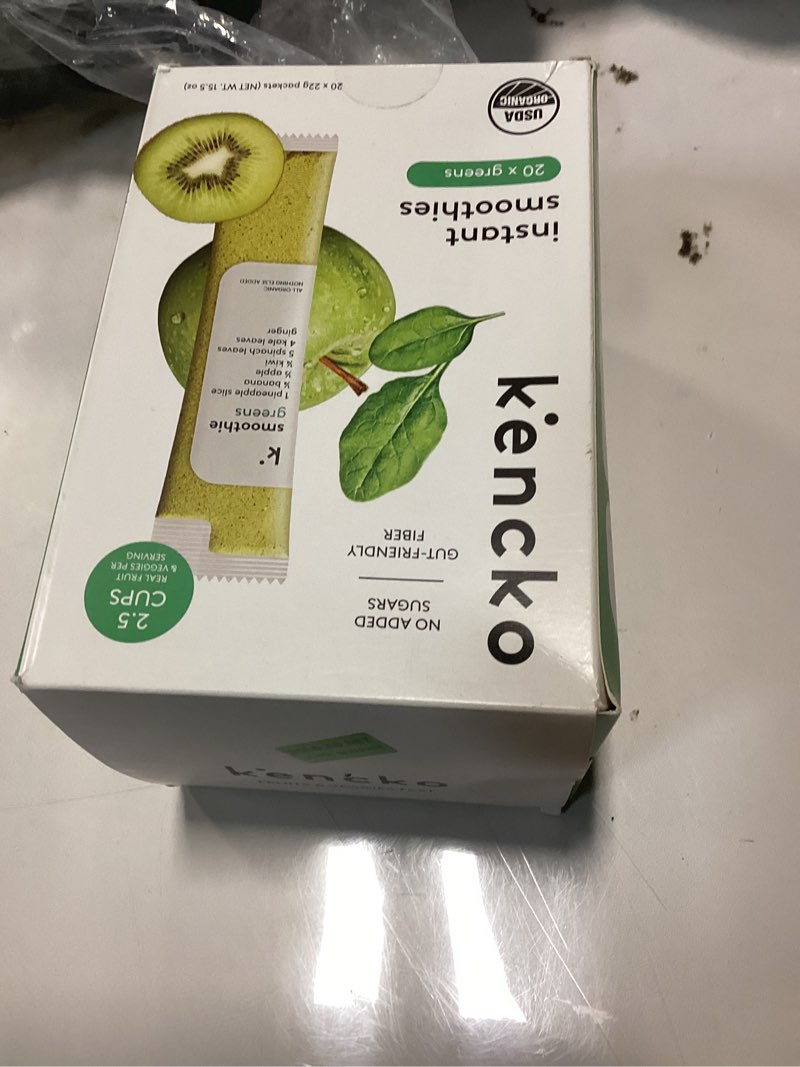 kencko
instant
smoothies
20 x greens
USDA
ORGANIC
20 x 22g packets (NET WT. 15.5 oz)
NO ADDED
SUGARS
GUT-FRIENDLY
FIBER
2.5
CUPS
REAL FRUIT
& VEGGIES PER
SERVING
k
smoothie
greens
1 pineapple slice
¼ banana
½ apple
¼ kiwi
5 spinach leaves
4 kale leaves
ginger
ALL ORGANIC
NOTHING ELSE ADDED
kencko